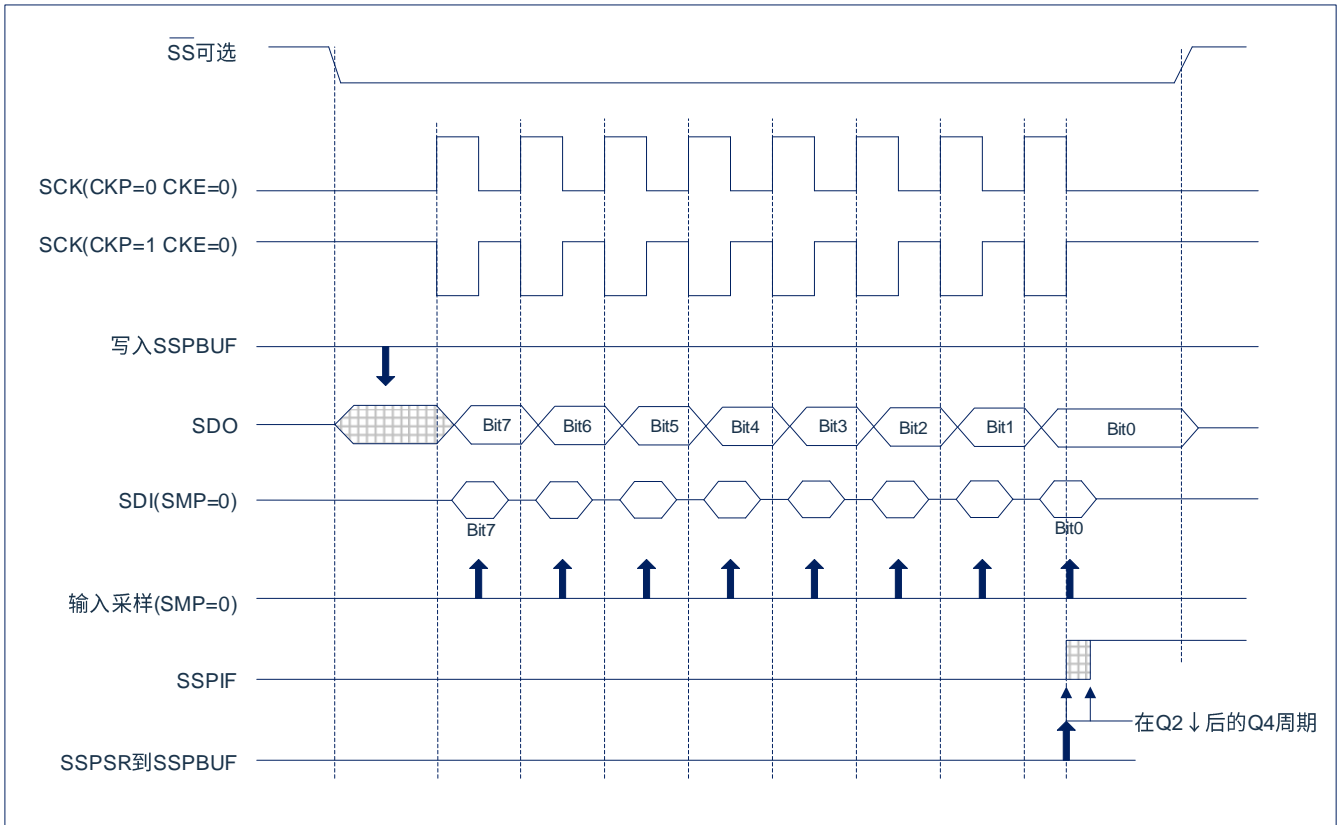 SS可选
SCK(CKP=0 CKE=0)
SCK(CKP=1 CKE=0)
写入SSPBUF
SDO
Bit7
Bit6
Bit5
Bit4
Bit3
Bit2
Bit1
Bit0
SDI(SMP=0)
Bit7
Bit0
输入采样(SMP=0)
SSPIF
在Q2↓后的Q4周期
SSPSR到SSPBUF